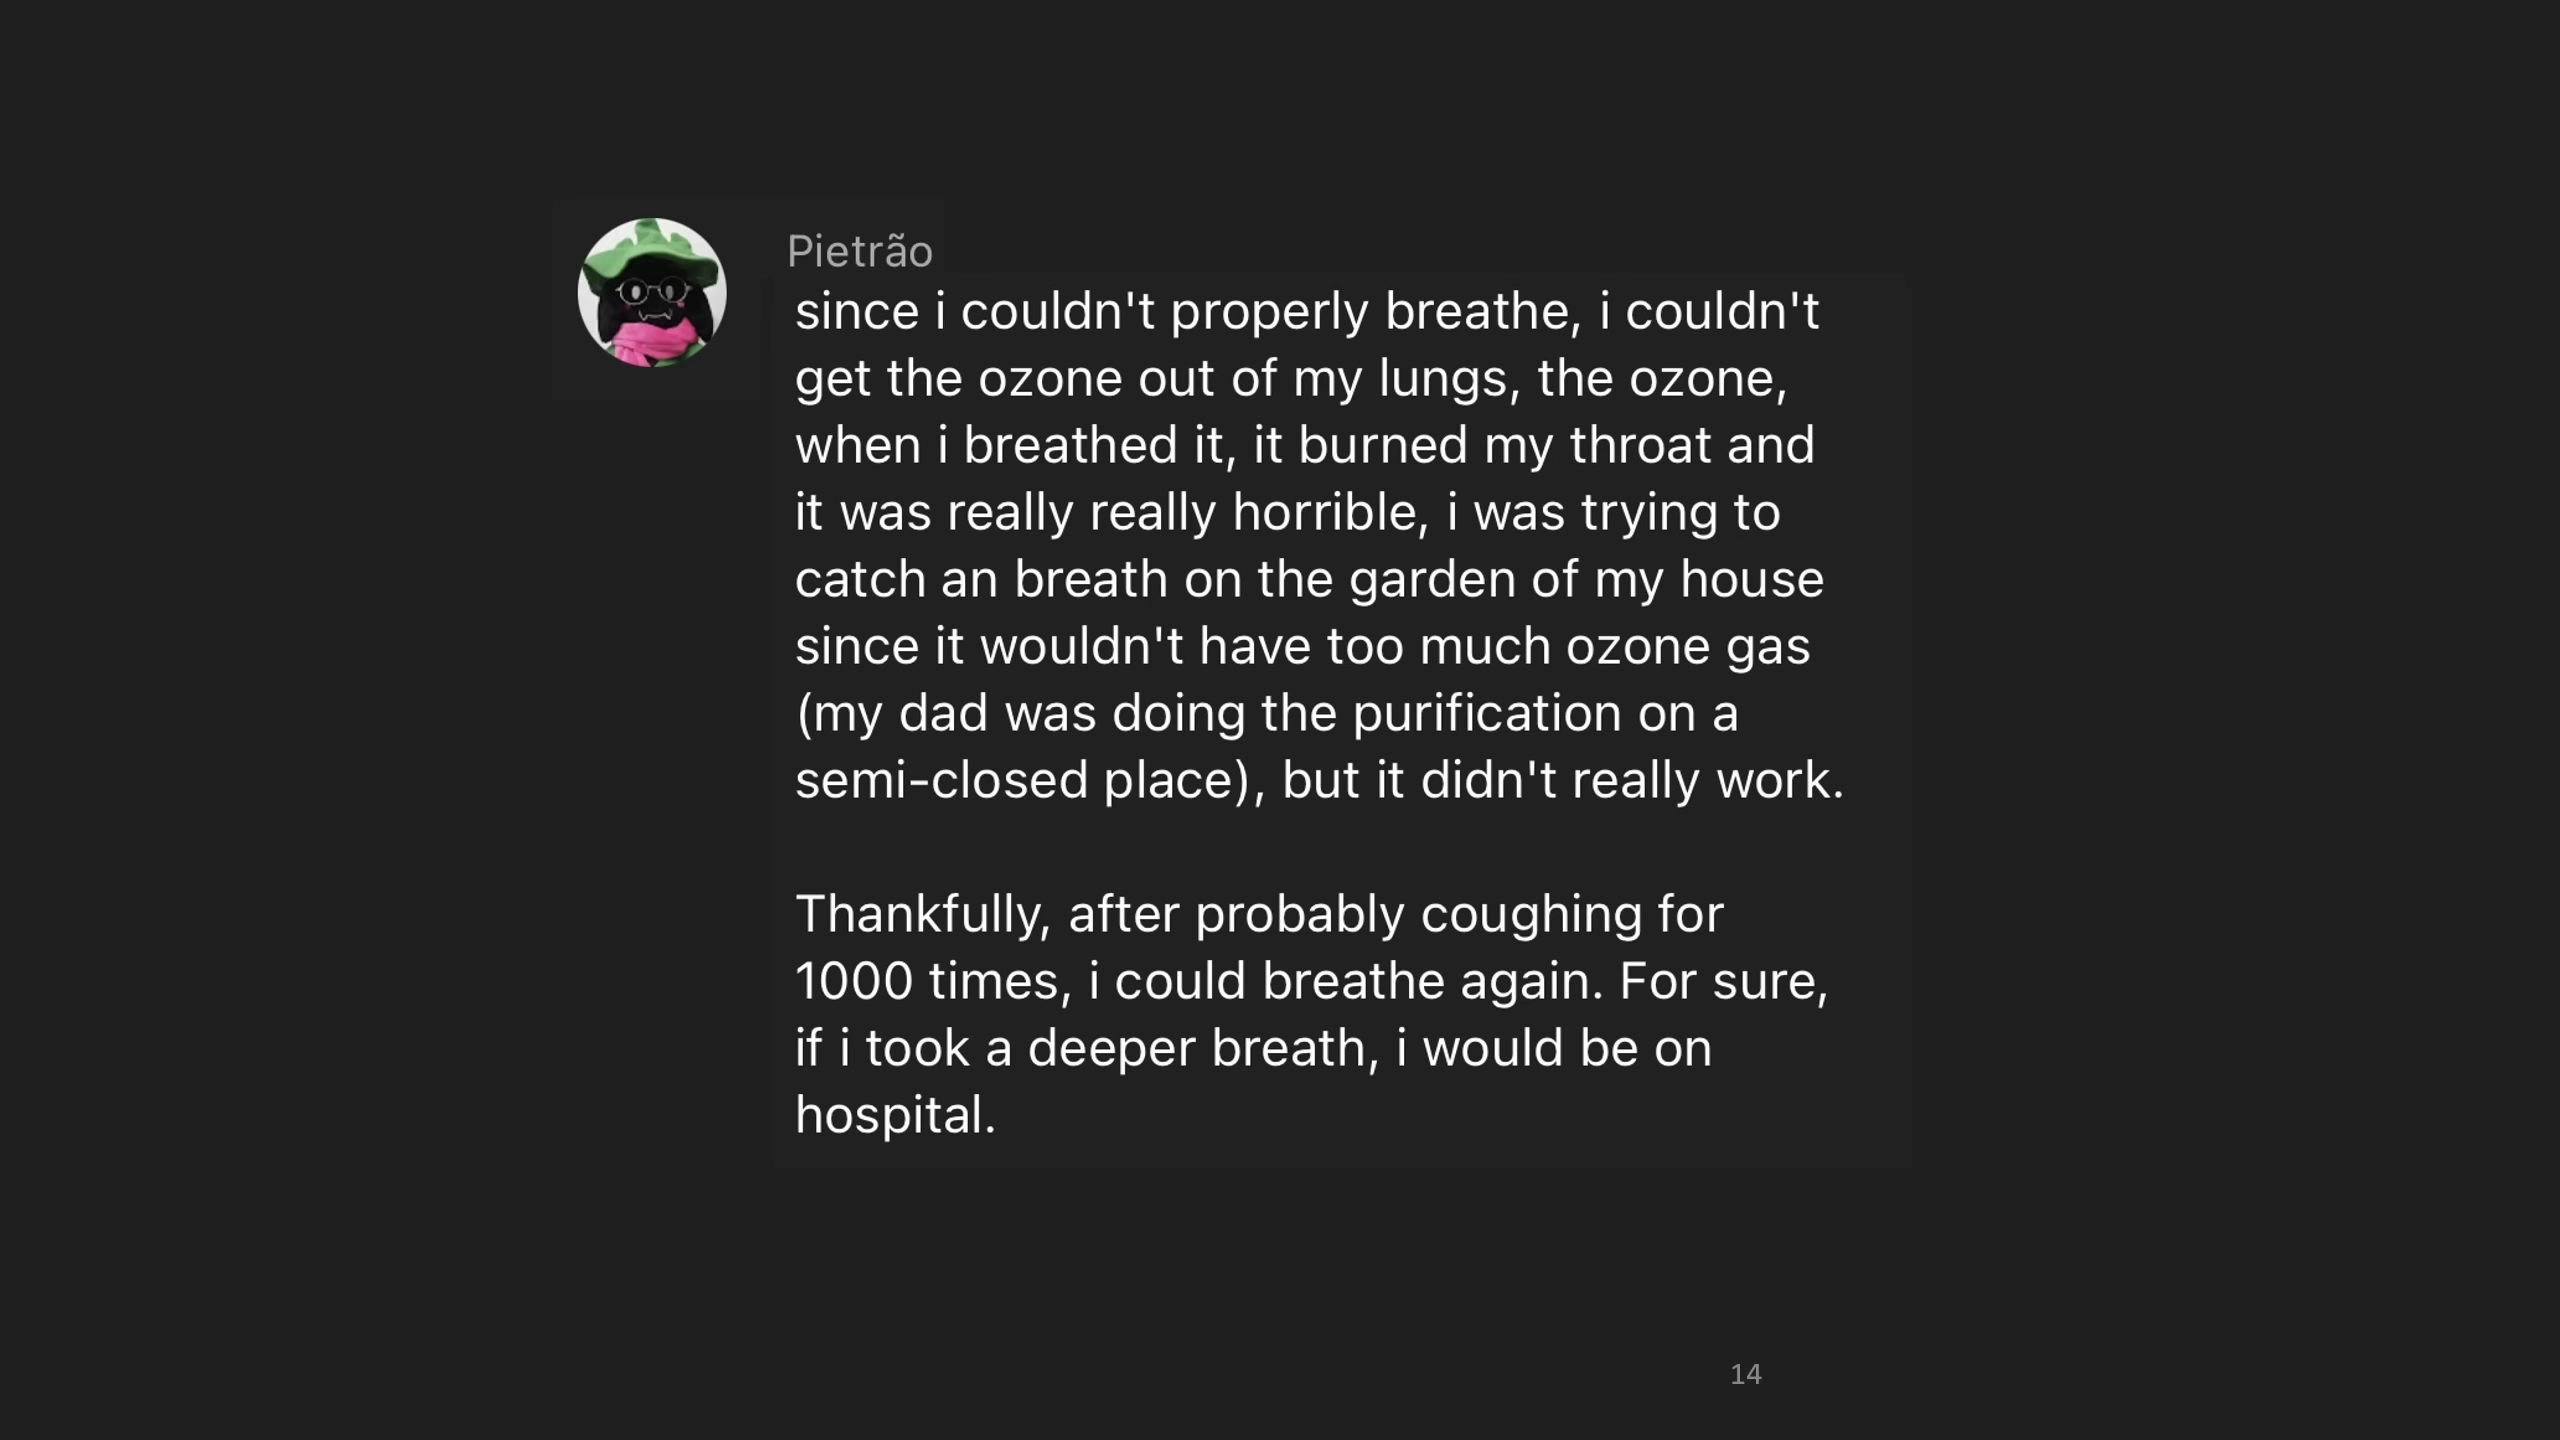 Pietrão
since i couldn't properly breathe, i couldn't
get the ozone out of my lungs, the ozone,
when i breathed it, it burned my throat and
it was really really horrible, i was trying to
catch an breath on the garden of my house
since it wouldn't have too much ozone gas
(my dad was doing the purification on a
semi-closed place), but it didn't really work.
Thankfully, after probably coughing for
1000 times, i could breathe again. For sure,
if i took a deeper breath, i would be on
hospital.
14